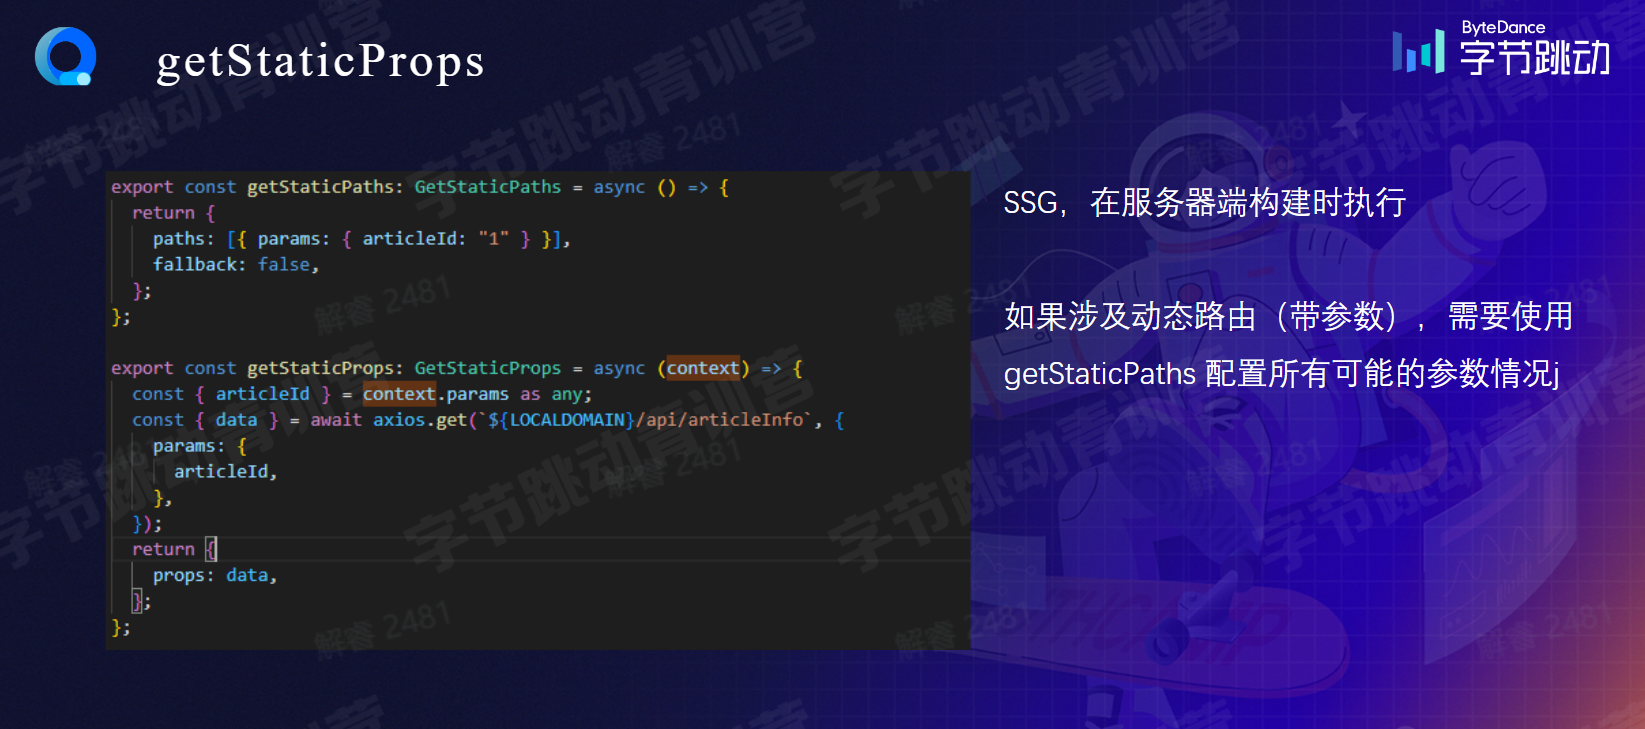 getStaticProps
ByteDance
字节跳动
export const getStaticPaths: GetStaticPaths = async () => {
return {
paths: [{ params: { articleId: "1" } }],
fallback: false,
};
};
export const getStaticProps: GetStaticProps = async (context) => {
const { articleId } = context.params as any;
const { data } = await axios.get(`${LOCALDOMAIN}/api/articleInfo`, {
params: {
articleId,
},
});
return {
props: data,
};
};
SSG，在服务器端构建时执行
如果涉及动态路由（带参数），需要使用
getStaticPaths 配置所有可能的参数情况j
字节跳动青训营
解睿 2481